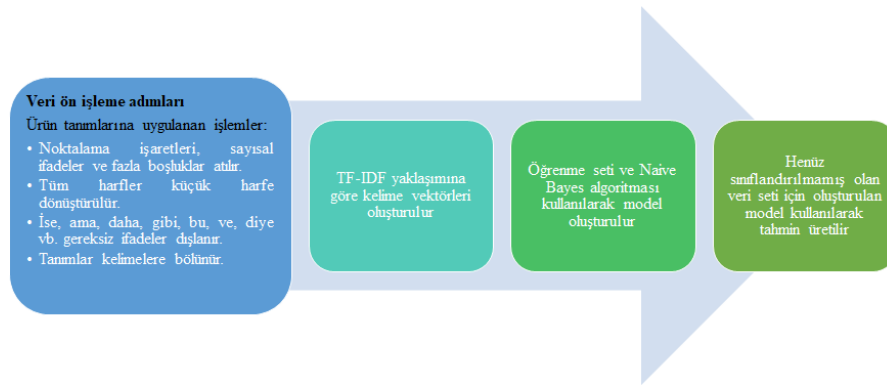 Veri ön işleme adımları
Ürün tanımlarına uygulanan işlemler:
• Noktalama işaretleri, sayısal
ifadeler ve fazla boşluklar atılır.
• Tüm harfler küçük harfe
dönüştürülür.
• İse, ama, daha, gibi, bu, ve, diye
vb. gereksiz ifadeler dışlanır.
• Tanımlar kelimelere bölünür.
TF-IDF yaklaşımına
göre kelime vektörleri
oluşturulur
Öğrenme seti ve Naive
Bayes algoritması
kullanılarak model
oluşturulur
Henüz
sınıflandırılmamış olan
veri seti için oluşturulan
model kullanılarak
tahmin üretilir